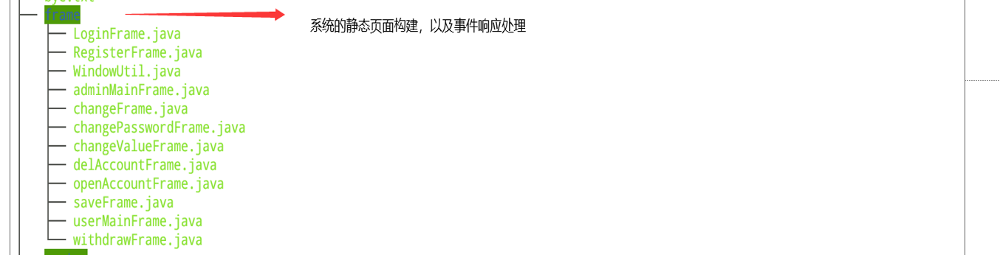 frame
系统的静态页面构建，以及事件响应处理
LoginFrame.java
RegisterFrame.java
WindowUtil.java
adminMainFrame.java
changeFrame.java
changePasswordFrame.java
changeValueFrame.java
delAccountFrame.java
openAccountFrame.java
saveFrame.java
userMainFrame.java
withdrawFrame.java